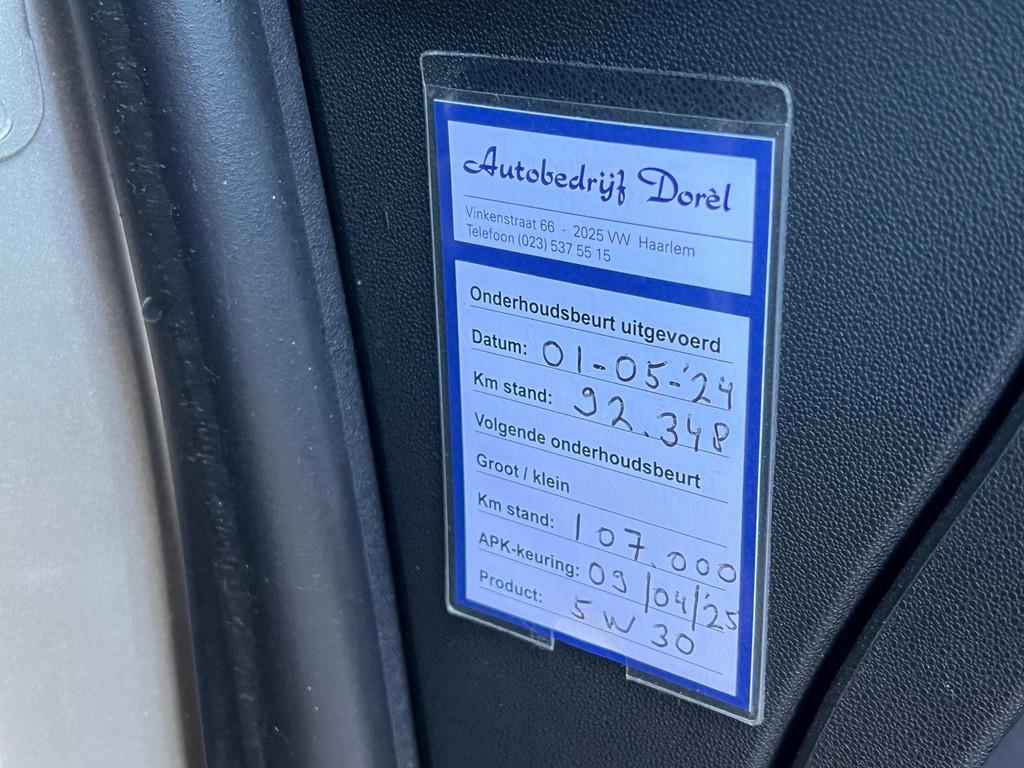 Autobedrijf Dorèl
Vinkenstraat 66 - 2025 VW Haarlem
Telefoon (023) 537 55 15
Onderhoudsbeurt uitgevoerd
Datum: 01-05-'24
Km stand: 92.348
Volgende onderhoudsbeurt
Groot / klein
Km stand: 107.000
APK-keuring: 09/04/'25
Product: 5W30